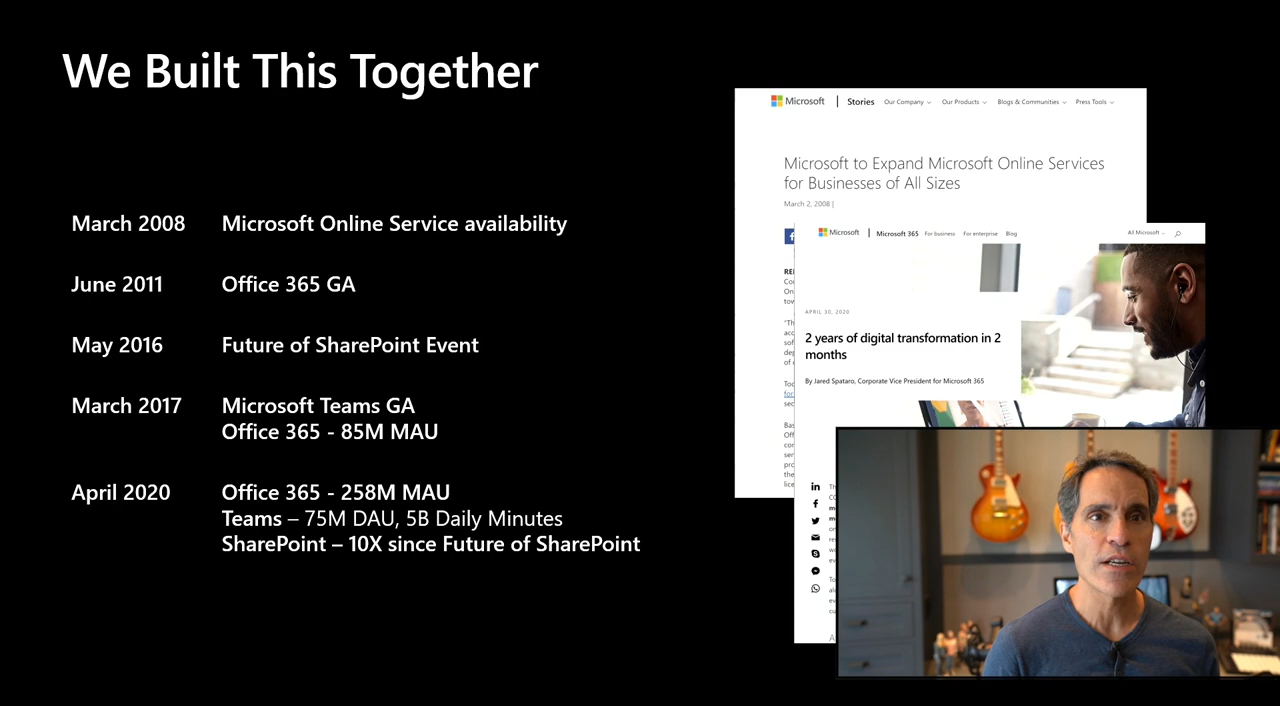 We Built This Together
March 2008 Microsoft Online Service availability
June 2011 Office 365 GA
May 2016 Future of SharePoint Event
March 2017 Microsoft Teams GA
Office 365 - 85M MAU
April 2020 Office 365 - 258M MAU
Teams – 75M DAU, 5B Daily Minutes
SharePoint – 10X since Future of SharePoint
Microsoft | Stories Our Company Our Products Blogs & Communities Press Tools
Microsoft to Expand Microsoft Online Services
for Businesses of All Sizes
March 2, 2008 |
Microsoft | Microsoft 365 For business For enterprise Blog All Microsoft
APRIL 30, 2020
2 years of digital transformation in 2
months
By Jared Spataro, Corporate Vice President for Microsoft 365